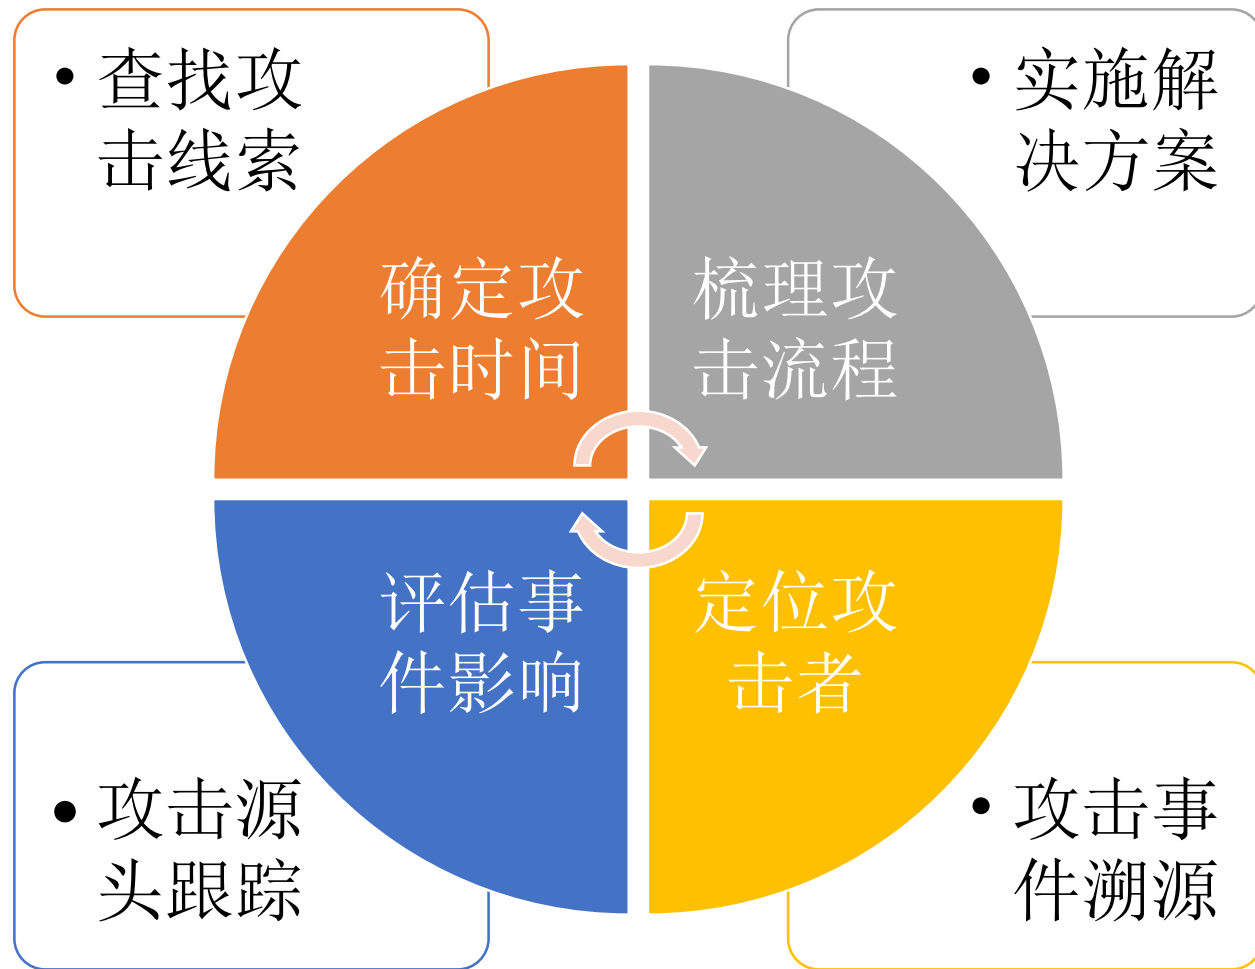 • 查找攻
击线索
• 实施解
决方案
确定攻
击时间
梳理攻
击流程
评估事
件影响
定位攻
击者
• 攻击源
头跟踪
• 攻击事
件溯源